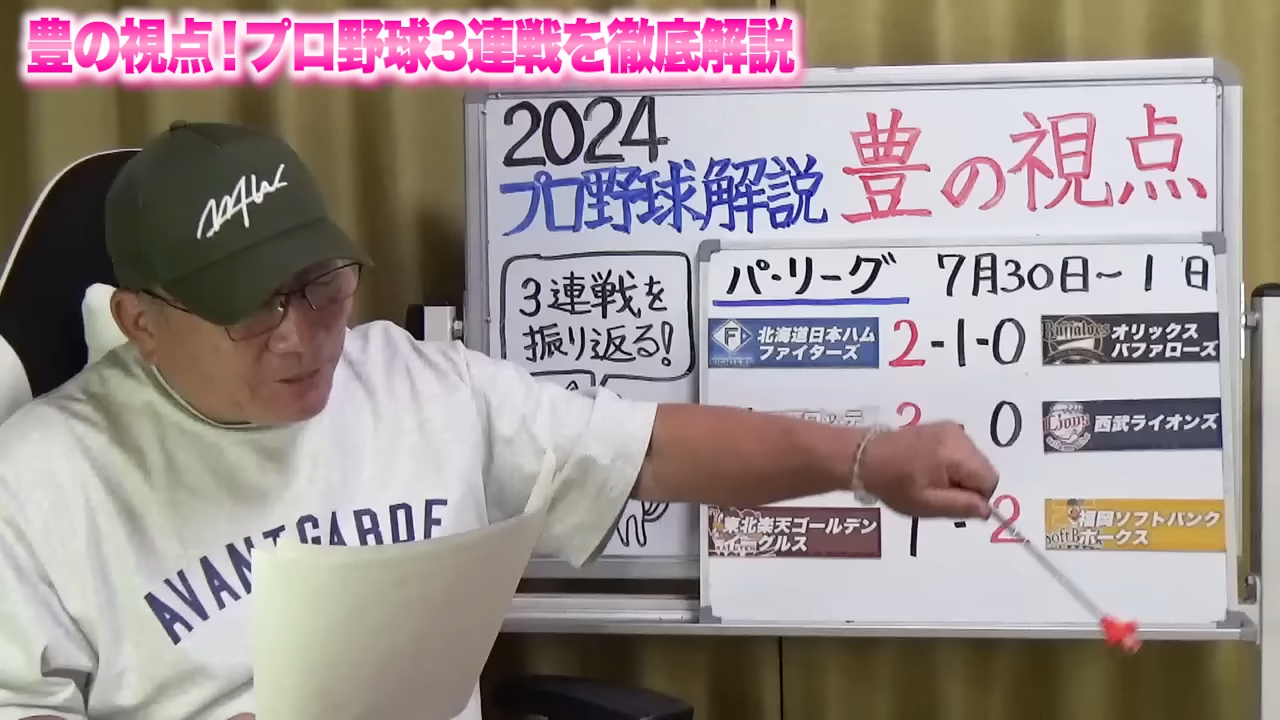 豊の視点!プロ野球3連戦を徹底解説
2024
プロ野球解説 豊の視点
3連戦を
振り返る!
パ・リーグ 7月30日~1日
北海道日本ハム
ファイターズ
2-1-0
オリックス
バファローズ
0
西武ライオンズ
東北楽天ゴールデン
グルス
2
福岡ソフトバンク
ホークス
AVANTGARDE